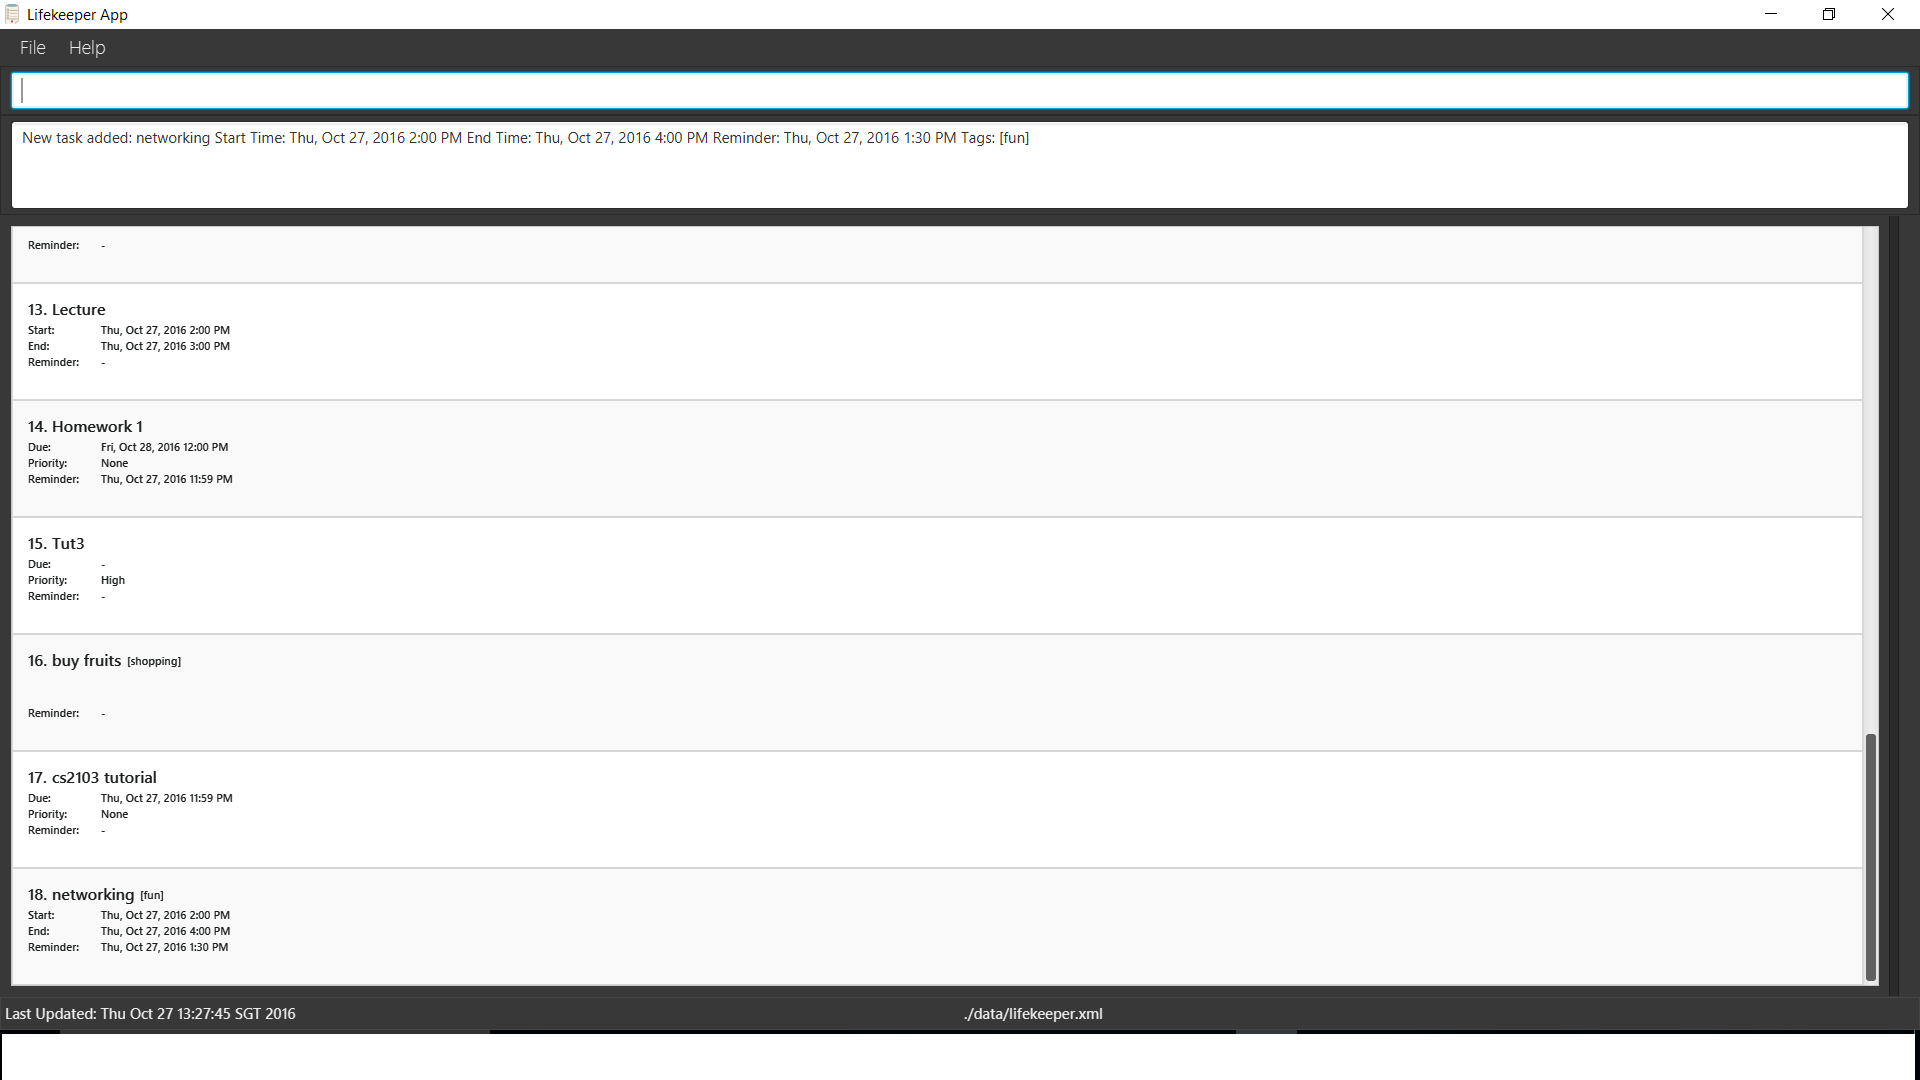 Lifekeeper App
File Help
New task added: networking Start Time: Thu, Oct 27, 2016 2:00 PM End Time: Thu, Oct 27, 2016 4:00 PM Reminder: Thu, Oct 27, 2016 1:30 PM Tags: [fun]
Reminder: -
13. Lecture
Start: Thu, Oct 27, 2016 2:00 PM
End: Thu, Oct 27, 2016 3:00 PM
Reminder: -
14. Homework 1
Due: Fri, Oct 28, 2016 12:00 PM
Priority: None
Reminder: Thu, Oct 27, 2016 11:59 PM
15. Tut3
Due: -
Priority: High
Reminder: -
16. buy fruits [shopping]
Reminder: -
17. cs2103 tutorial
Due: Thu, Oct 27, 2016 11:59 PM
Priority: None
Reminder: -
18. networking [fun]
Start: Thu, Oct 27, 2016 2:00 PM
End: Thu, Oct 27, 2016 4:00 PM
Reminder: Thu, Oct 27, 2016 1:30 PM
Last Updated: Thu Oct 27 13:27:45 SGT 2016 ./data/lifekeeper.xml